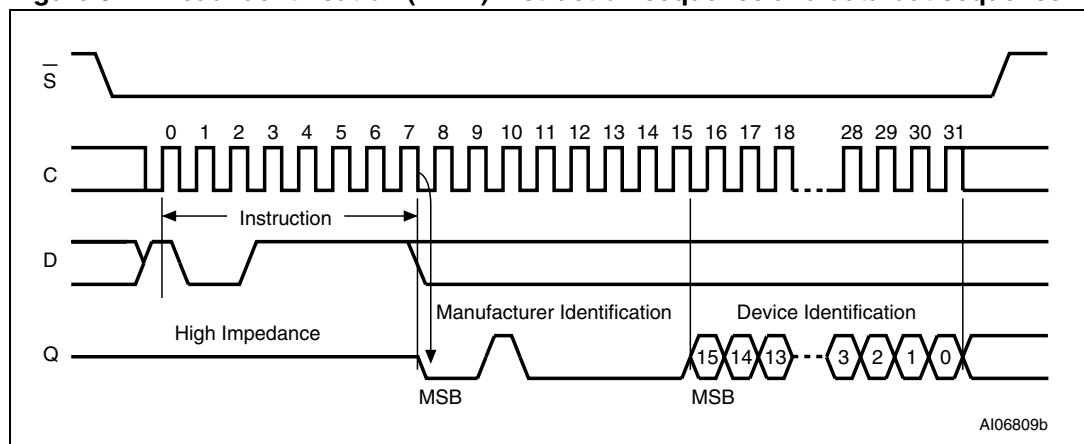 S
0 1 2 3 4 5 6 7 8 9 10 11 12 13 14 15 16 17 18 28 29 30 31
C
Instruction
D
Manufacturer Identification Device Identification
High Impedance
Q
15 14 13 3 2 1 0
MSB MSB
AI06809b